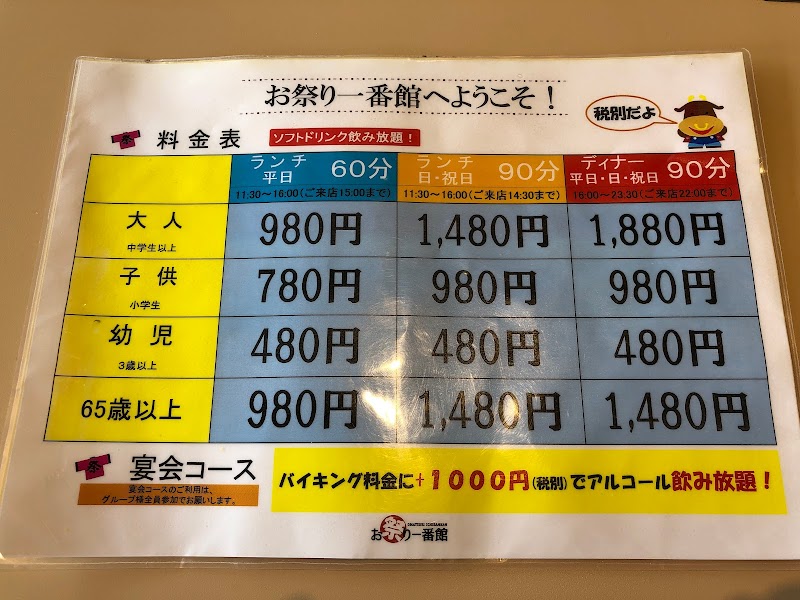 お祭り一番館へようこそ！
税別だよ
祭 料金表 ソフトドリンク飲み放題！
ランチ 平日 60分 ランチ 日・祝日 90分 ディナー 平日・日・祝日 90分
11:30～16:00（ご来店15:00まで） 11:30～16:00（ご来店14:30まで） 16:00～23:30（ご来店22:00まで）
大人 中学生以上 980円 1,480円 1,880円
子供 小学生 780円 980円 980円
幼児 3歳以上 480円 480円 480円
65歳以上 980円 1,480円 1,480円
祭 宴会コース
宴会コースのご利用は、
グループ様全員参加でお願いします。
バイキング料金に+1000円(税別)でアルコール飲み放題！
OMATSURI ICHIBANKAN
お祭り一番館